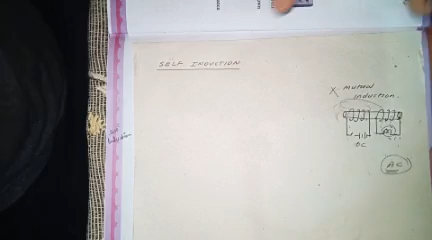 SELF INDUCTION
X MUTUAL
INDUCTION.
DC
AC